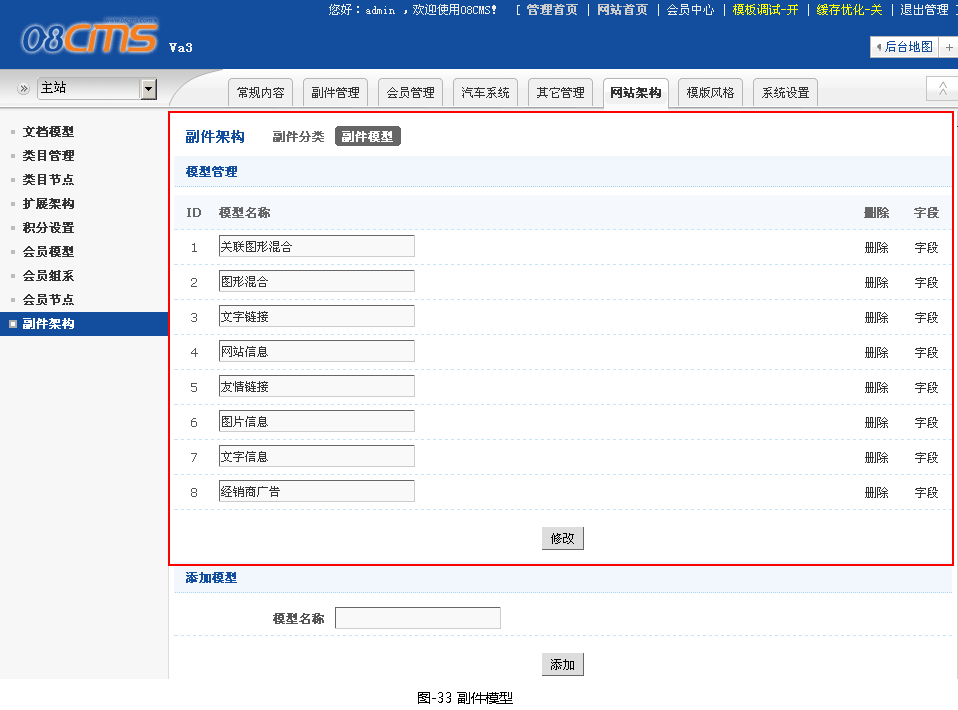 您好：admin ，欢迎使用08CMS! [ 管理首页 | 网站首页 | 会员中心 | 模板调试-开 | 缓存优化-关 | 退出管理 ]
08CMS Va3
后台地图 +
主站
常规内容 副件管理 会员管理 汽车系统 其它管理 网站架构 模版风格 系统设置
文档模型
类目管理
类目节点
扩展架构
积分设置
会员模型
会员组系
会员节点
副件架构
副件架构 副件分类 副件模型
模型管理
ID 模型名称 删除 字段
1 关联图形混合 删除 字段
2 图形混合 删除 字段
3 文字链接 删除 字段
4 网站信息 删除 字段
5 友情链接 删除 字段
6 图片信息 删除 字段
7 文字信息 删除 字段
8 经销商广告 删除 字段
修改
添加模型
模型名称
添加
图-33 副件模型